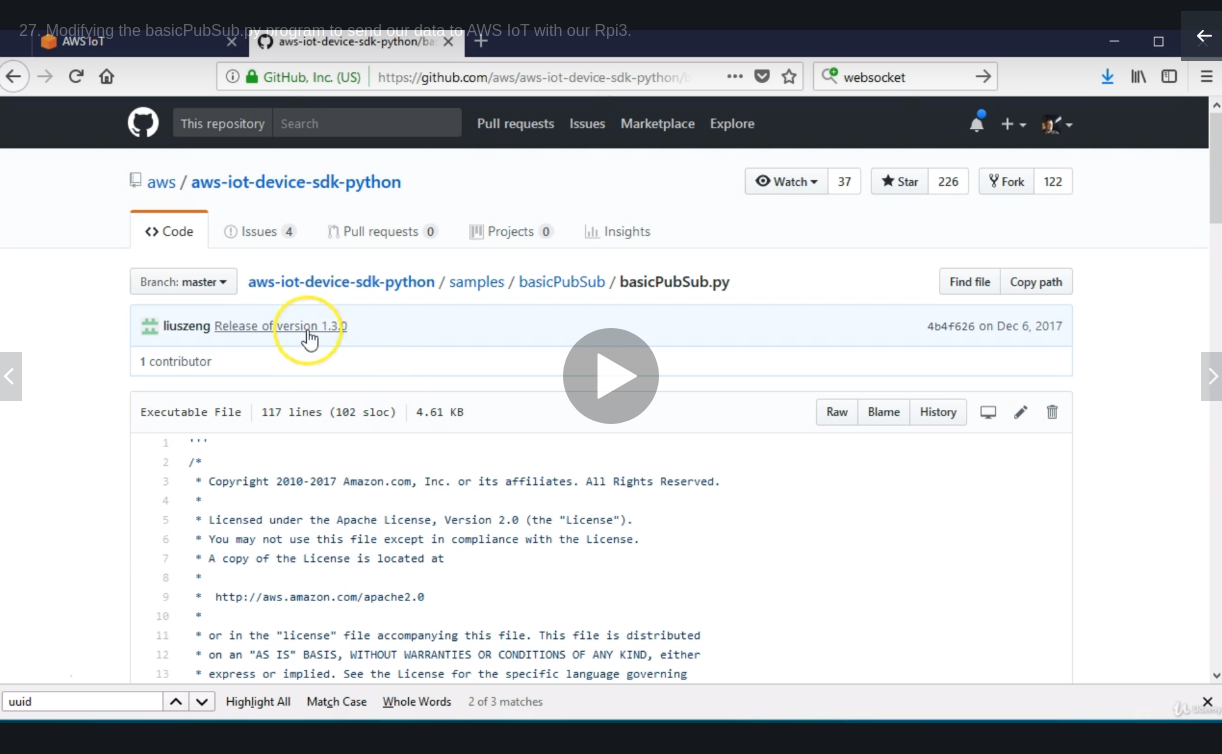 27. Modifying the basicPubSub.py program to send our data to AWS IoT with our Rpi3.
AWS IoT
aws-iot-device-sdk-python/ba
GitHub, Inc. (US)
https://github.com/aws/aws-iot-device-sdk-python/b
websocket
This repository
Search
Pull requests
Issues
Marketplace
Explore
aws / aws-iot-device-sdk-python
Watch 37
Star 226
Fork 122
<> Code
Issues 4
Pull requests 0
Projects 0
Insights
Branch: master
aws-iot-device-sdk-python / samples / basicPubSub / basicPubSub.py
Find file
Copy path
liuszeng Release of version 1.3.0
4b4f626 on Dec 6, 2017
1 contributor
Executable File
117 lines (102 sloc)
4.61 KB
Raw
Blame
History
1 '''
2 /*
3 * Copyright 2010-2017 Amazon.com, Inc. or its affiliates. All Rights Reserved.
4 *
5 * Licensed under the Apache License, Version 2.0 (the "License").
6 * You may not use this file except in compliance with the License.
7 * A copy of the License is located at
8 *
9 * http://aws.amazon.com/apache2.0
10 *
11 * or in the "license" file accompanying this file. This file is distributed
12 * on an "AS IS" BASIS, WITHOUT WARRANTIES OR CONDITIONS OF ANY KIND, either
13 * express or implied. See the License for the specific language governing
uuid
Highlight All
Match Case
Whole Words
2 of 3 matches